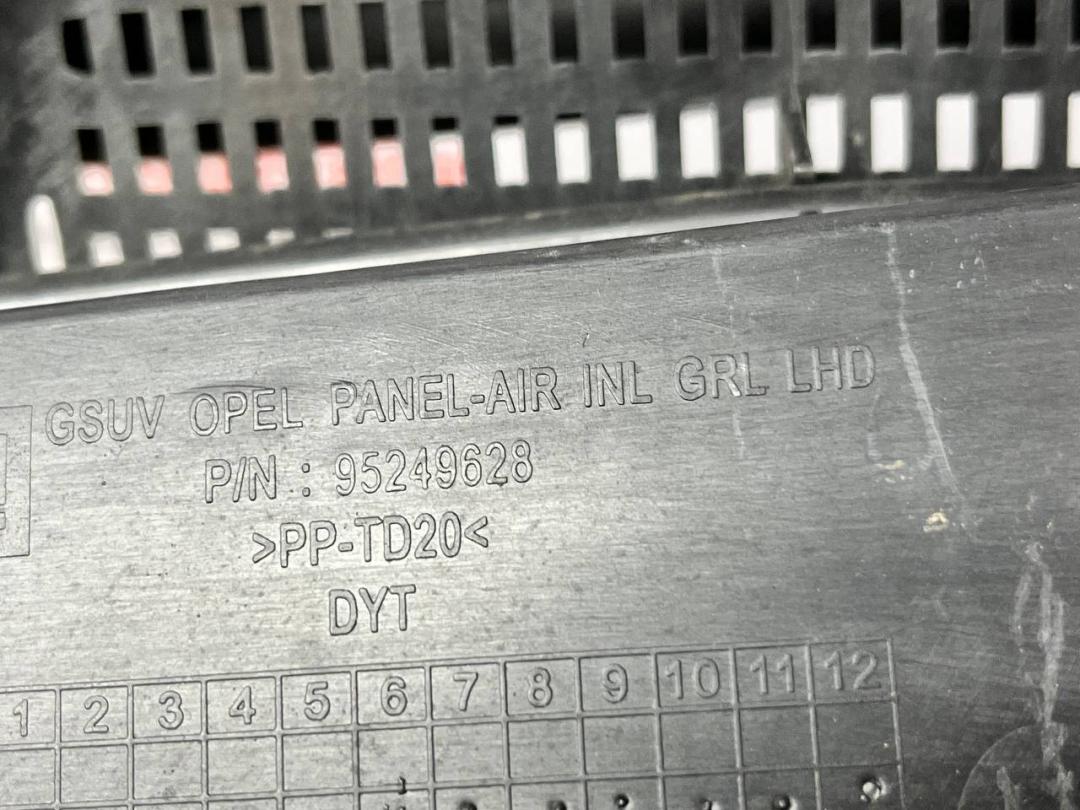 GSUV OPEL PANEL-AIR INL GRL LHD
P/N : 95249628
>PP-TD20<
DYT
1 2 3 4 5 6 7 8 9 10 11 12